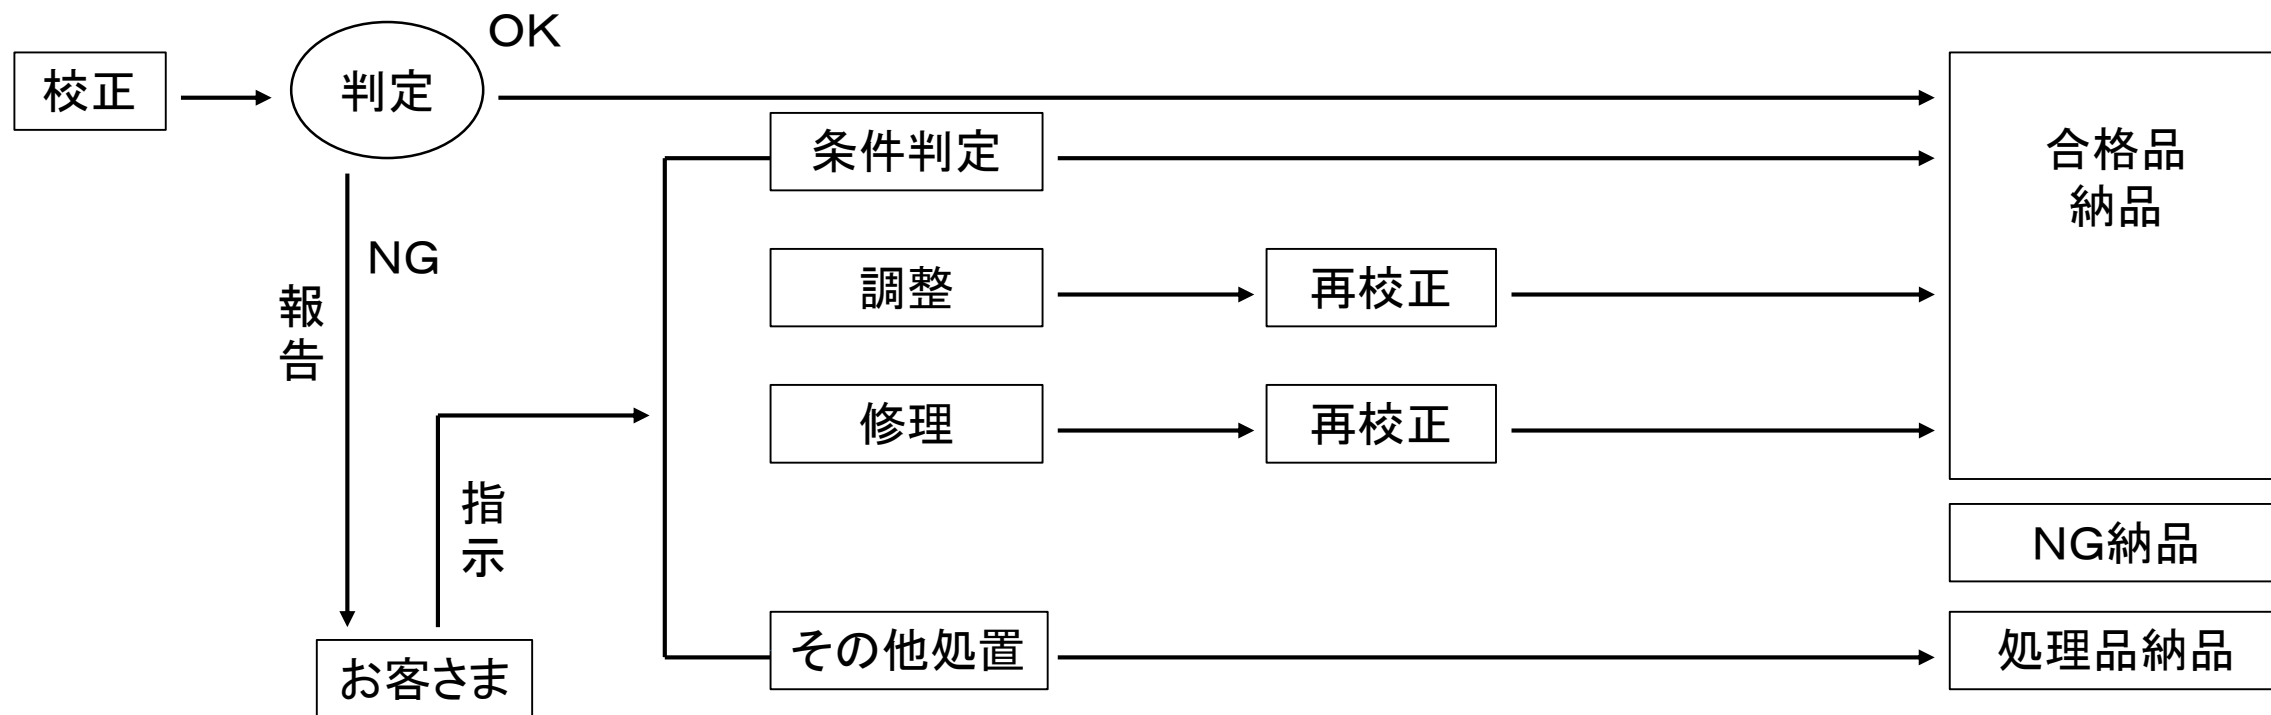 OK
校正
判定
条件判定
合格品
納品
NG
報告
調整
再校正
修理
再校正
指示
NG納品
その他処置
処理品納品
お客さま